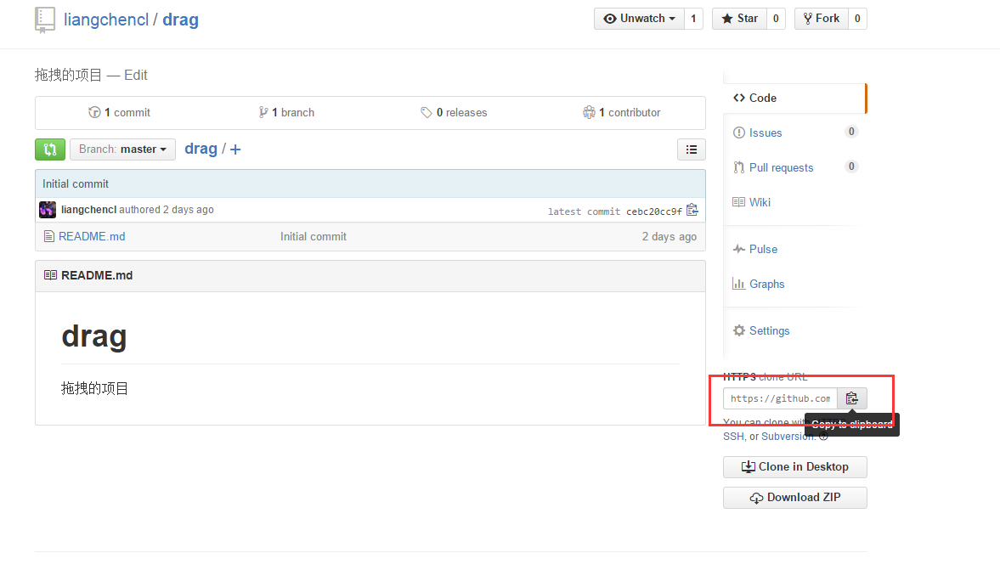 liangchencl / drag
Unwatch 1 Star 0 Fork 0
拖拽的项目 — Edit
1 commit 1 branch 0 releases 1 contributor
Branch: master drag / +
Initial commit
liangchencl authored 2 days ago latest commit cebc20cc9f
README.md Initial commit 2 days ago
README.md
drag
拖拽的项目
Code
Issues 0
Pull requests 0
Wiki
Pulse
Graphs
Settings
HTTPS clone URL
https://github.com
Copy to clipboard
You can clone with
SSH, or Subversion.
Clone in Desktop
Download ZIP